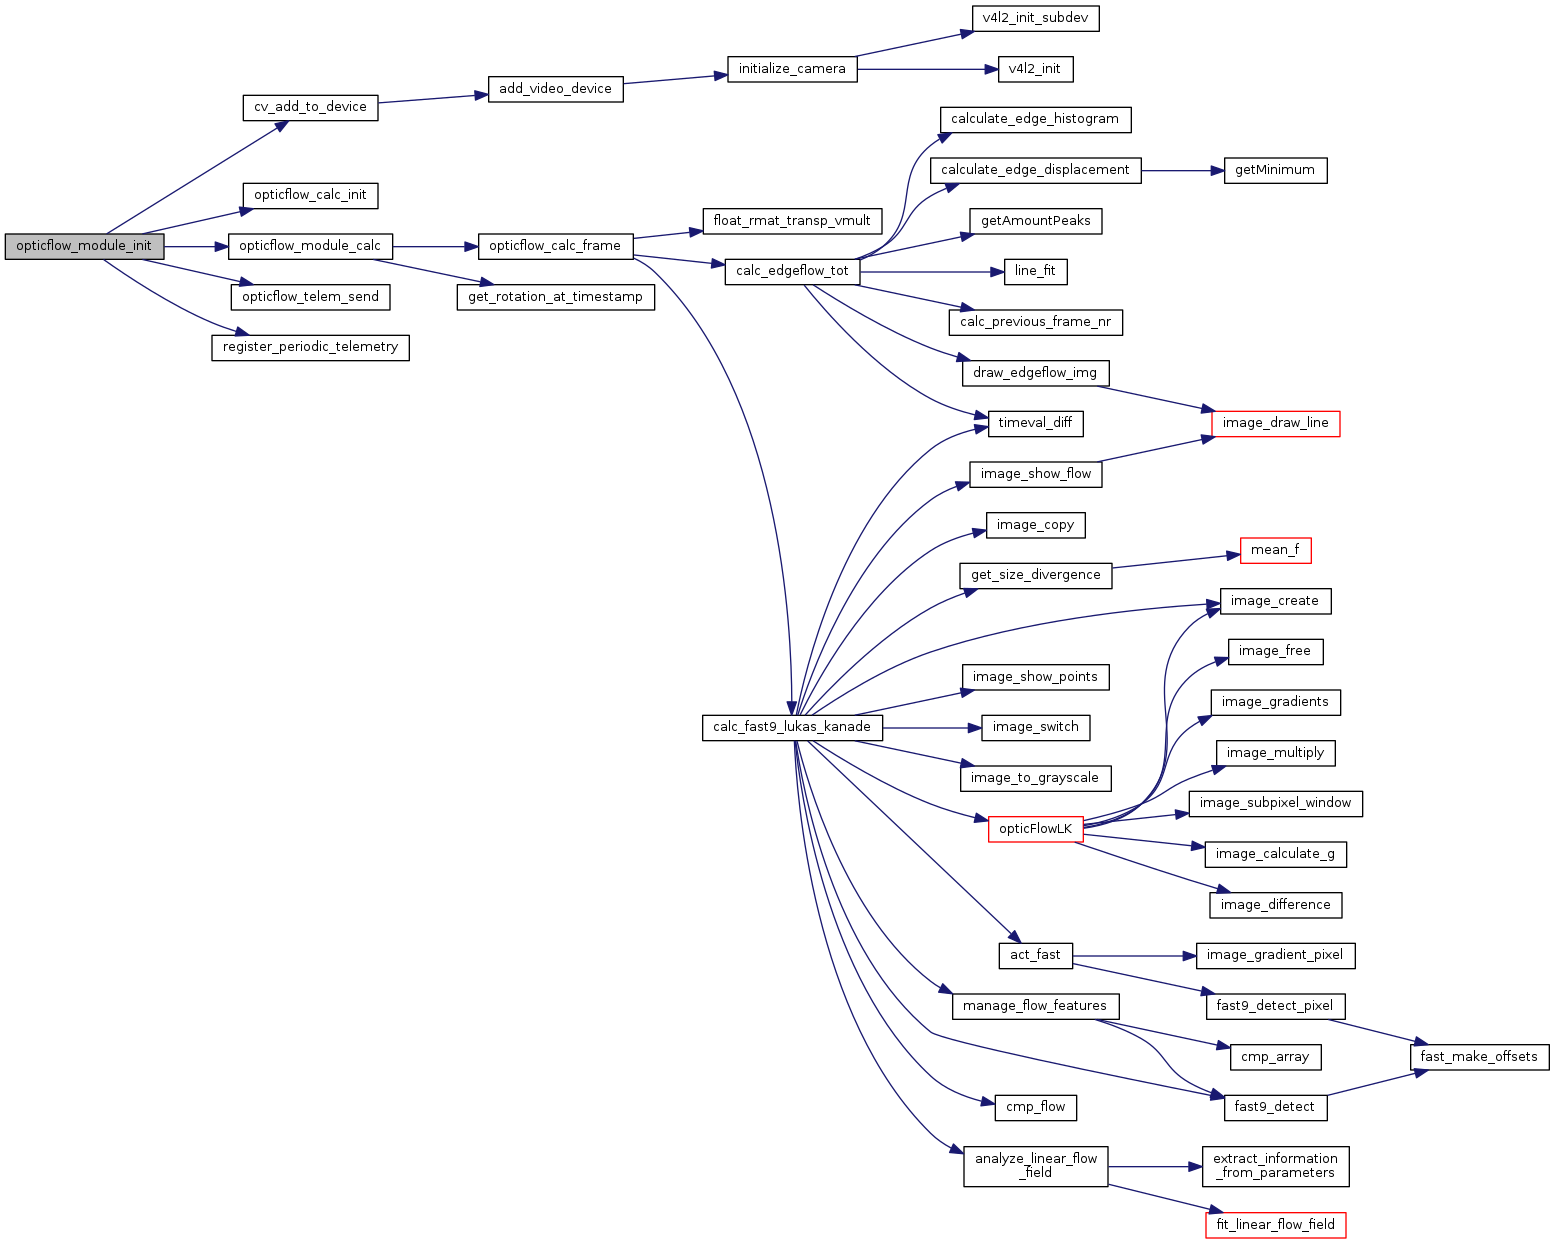 v4l2_init_subdev
initialize_camera
v4l2_init
add_video_device
cv_add_to_device
calculate_edge_histogram
calculate_edge_displacement
getMinimum
opticflow_calc_init
float_rmat_transp_vmult
getAmountPeaks
opticflow_module_init
opticflow_module_calc
opticflow_calc_frame
calc_edgeflow_tot
line_fit
opticflow_telem_send
get_rotation_at_timestamp
calc_previous_frame_nr
register_periodic_telemetry
draw_edgeflow_img
timeval_diff
image_draw_line
image_show_flow
image_copy
mean_f
get_size_divergence
image_create
image_free
image_show_points
image_gradients
calc_fast9_lukas_kanade
image_switch
image_multiply
image_to_grayscale
image_subpixel_window
opticFlowLK
image_calculate_g
image_difference
act_fast
image_gradient_pixel
manage_flow_features
fast9_detect_pixel
cmp_array
fast_make_offsets
cmp_flow
fast9_detect
analyze_linear_flow
_field
extract_information
_from_parameters
fit_linear_flow_field